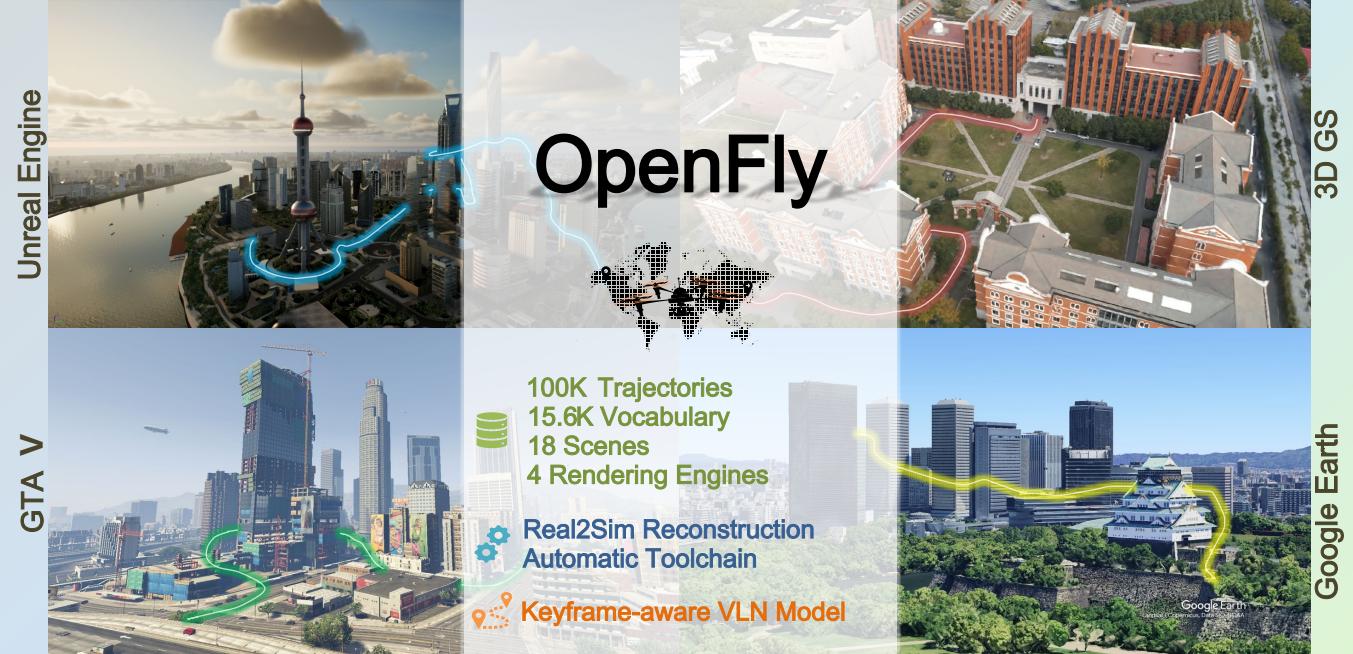 Unreal Engine
OpenFly
3D GS
GTA V
100K Trajectories
15.6K Vocabulary
18 Scenes
4 Rendering Engines
Real2Sim Reconstruction
Automatic Toolchain
Keyframe-aware VLN Model
Google Earth
Google Earth